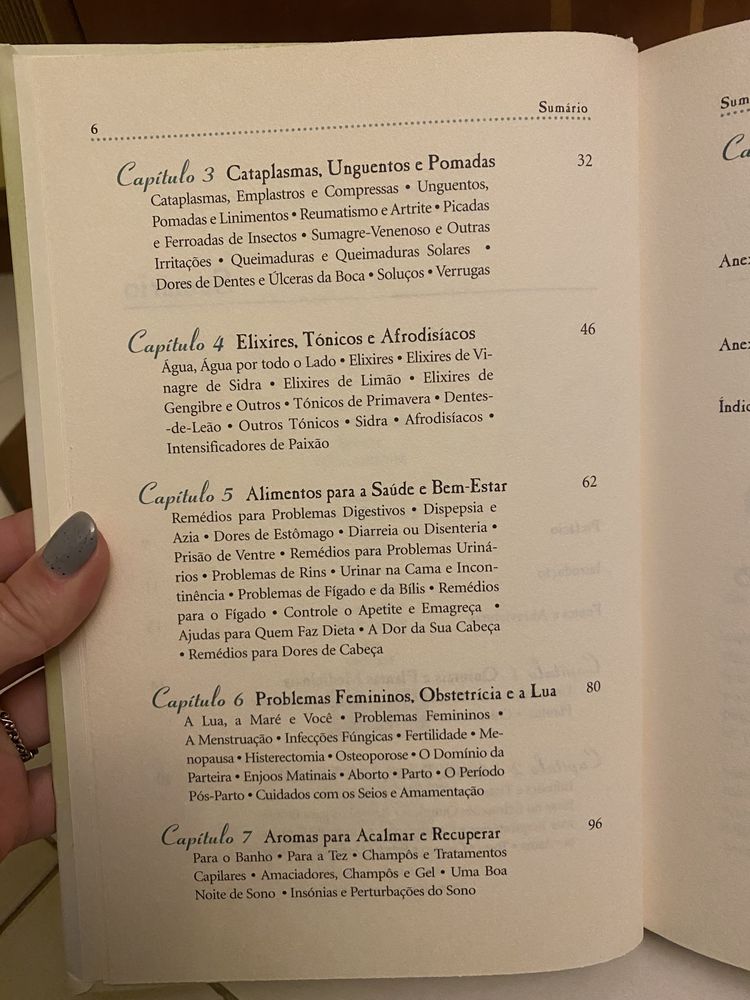 6
Sumário
Capítulo 3 Cataplasmas, Unguentos e Pomadas 32
Cataplasmas, Emplastros e Compressas • Unguentos,
Pomadas e Linimentos • Reumatismo e Artrite • Picadas
e Ferroadas de Insectos • Sumagre-Venenoso e Outras
Irritações • Queimaduras e Queimaduras Solares •
Dores de Dentes e Úlceras da Boca • Soluços • Verrugas
Capítulo 4 Elixires, Tónicos e Afrodisíacos 46
Água, Água por todo o Lado • Elixires • Elixires de Vi-
nagre de Sidra • Elixires de Limão • Elixires de
Gengibre e Outros • Tónicos de Primavera • Dentes-
-de-Leão • Outros Tónicos • Sidra • Afrodisíacos •
Intensificadores de Paixão
Capítulo 5 Alimentos para a Saúde e Bem-Estar 62
Remédios para Problemas Digestivos • Dispepsia e
Azia • Dores de Estômago • Diarreia ou Disenteria •
Prisão de Ventre • Remédios para Problemas Uriná-
rios • Problemas de Rins • Urinar na Cama e Incon-
tinência • Problemas de Fígado e da Bílis • Remédios
para o Fígado • Controle o Apetite e Emagreça •
Ajudas para Quem Faz Dieta • A Dor da Sua Cabeça
• Remédios para Dores de Cabeça
Capítulo 6 Problemas Femininos, Obstetrícia e a Lua 80
A Lua, a Maré e Você • Problemas Femininos •
A Menstruação • Infecções Fúngicas • Fertilidade • Me-
nopausa • Histerectomia • Osteoporose • O Domínio da
Parteira • Enjoos Matinais • Aborto • Parto • O Período
Pós-Parto • Cuidados com os Seios e Amamentação
Capítulo 7 Aromas para Acalmar e Recuperar 96
Para o Banho • Para a Tez • Champôs e Tratamentos
Capilares • Amaciadores, Champôs e Gel • Uma Boa
Noite de Sono • Insónias e Perturbações do Sono
Sum
Ca
Ane
Ane
Índic